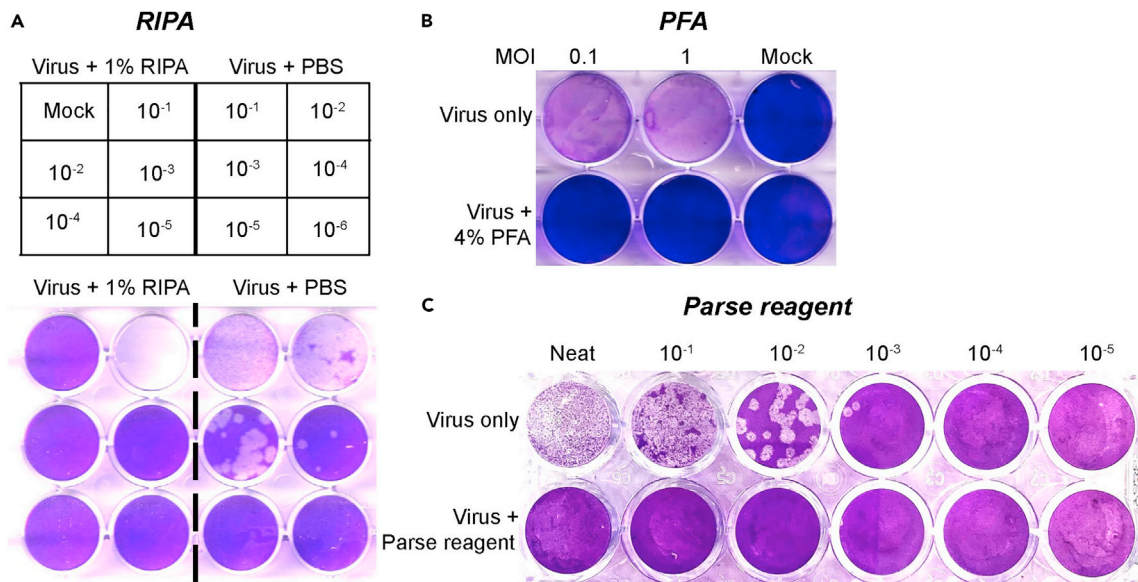 A
RIPA
Virus + 1% RIPA Virus + PBS
Mock 10⁻¹ 10⁻¹ 10⁻²
10⁻² 10⁻³ 10⁻³ 10⁻⁴
10⁻⁴ 10⁻⁵ 10⁻⁵ 10⁻⁶
Virus + 1% RIPA Virus + PBS
B
PFA
MOI 0.1 1 Mock
Virus only
Virus +
4% PFA
C
Parse reagent
Neat 10⁻¹ 10⁻² 10⁻³ 10⁻⁴ 10⁻⁵
Virus only
Virus +
Parse reagent